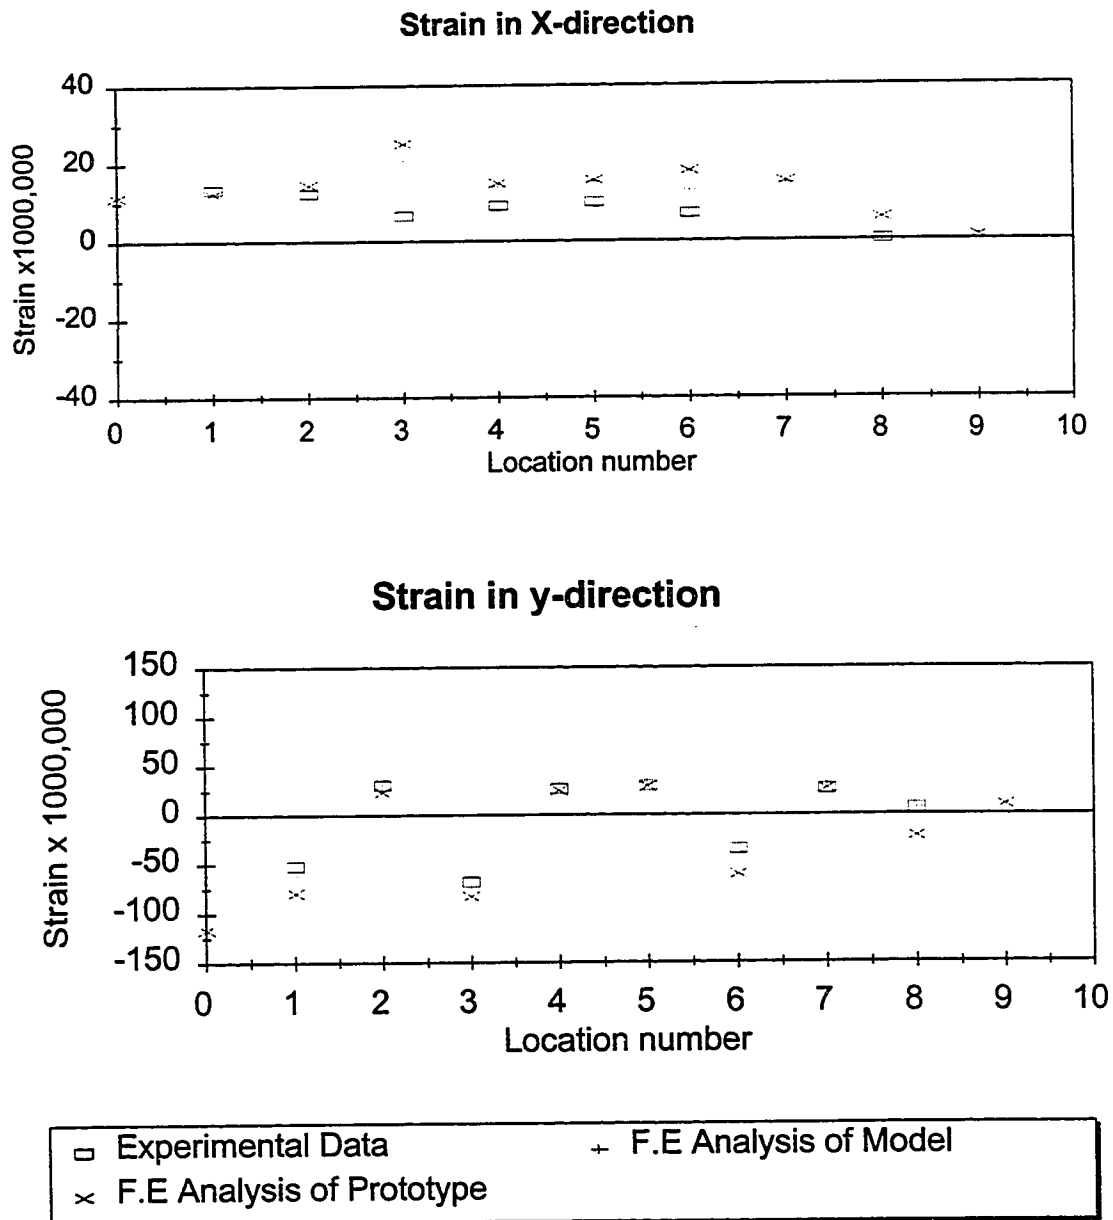 Strain in X-direction
40
20
0
-20
-40
Strain x1000,000
0 1 2 3 4 5 6 7 8 9 10
Location number
Strain in y-direction
150
100
50
0
-50
-100
-150
Strain x 1000,000
0 1 2 3 4 5 6 7 8 9 10
Location number
Experimental Data
F.E Analysis of Model
F.E Analysis of Prototype